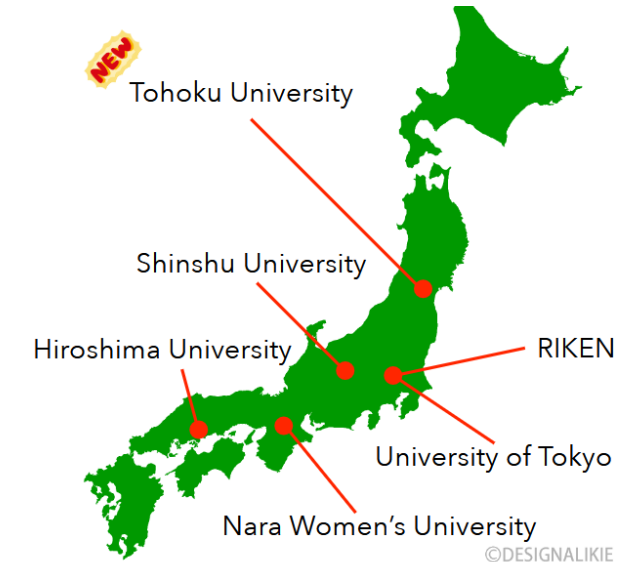 NEW
Tohoku University
Shinshu University
Hiroshima University
RIKEN
University of Tokyo
Nara Women's University
©DESIGNALIKIE